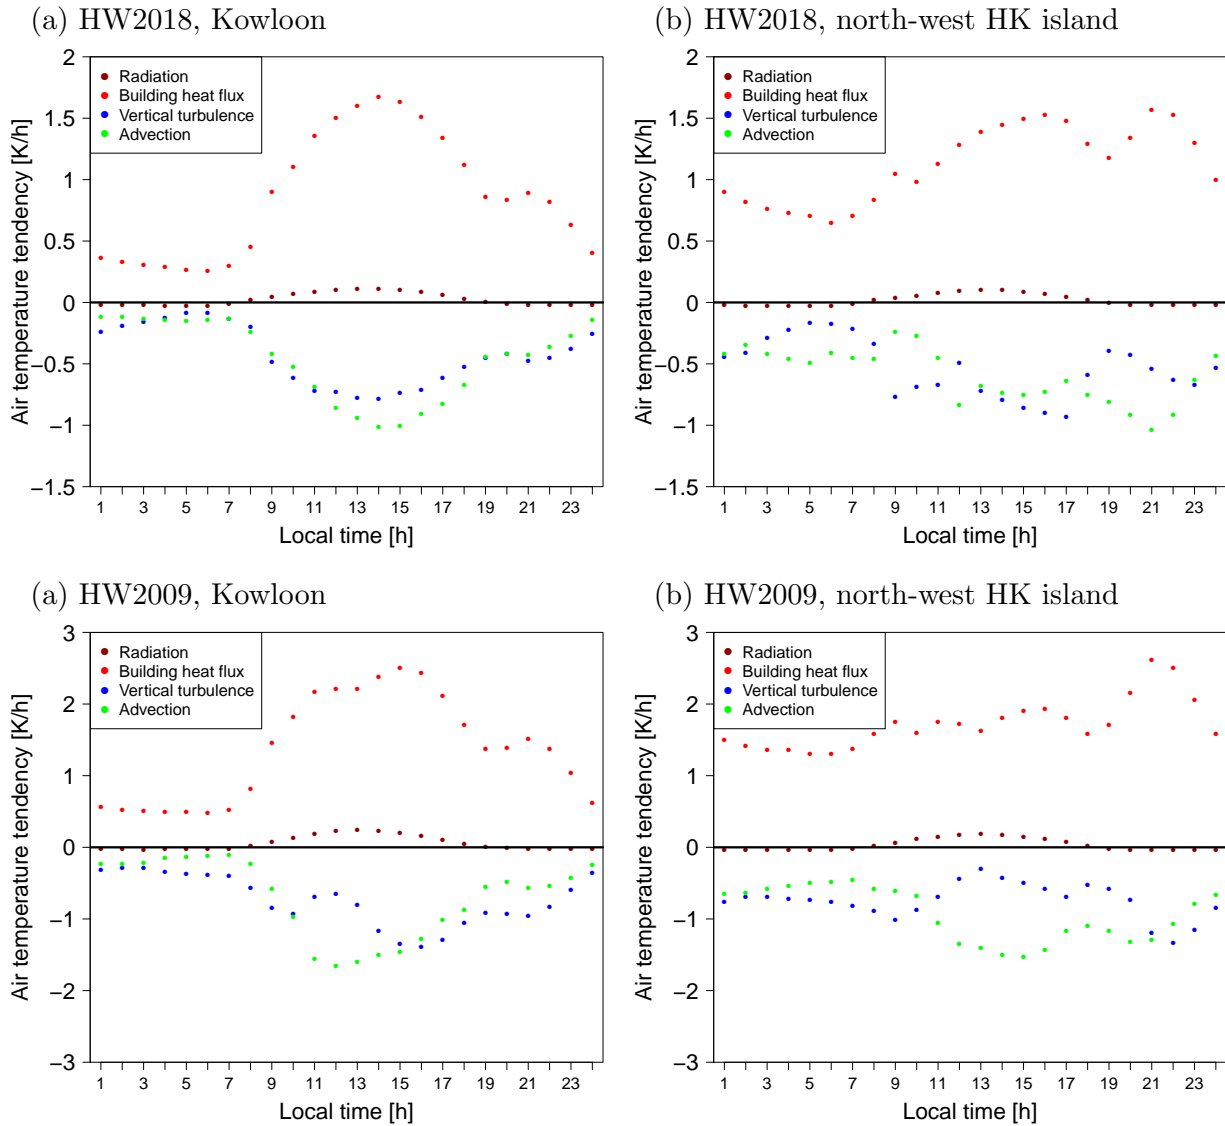 (a) HW2018, Kowloon
2
1.5
1
0.5
0
−0.5
−1
−1.5
Air temperature tendency [K/h]
Radiation
Building heat flux
Vertical turbulence
Advection
1 3 5 7 9 11 13 15 17 19 21 23
Local time [h]
(b) HW2018, north-west HK island
2
1.5
1
0.5
0
−0.5
−1
−1.5
Air temperature tendency [K/h]
Radiation
Building heat flux
Vertical turbulence
Advection
1 3 5 7 9 11 13 15 17 19 21 23
Local time [h]
(a) HW2009, Kowloon
3
2
1
0
−1
−2
−3
Air temperature tendency [K/h]
Radiation
Building heat flux
Vertical turbulence
Advection
1 3 5 7 9 11 13 15 17 19 21 23
Local time [h]
(b) HW2009, north-west HK island
3
2
1
0
−1
−2
−3
Air temperature tendency [K/h]
Radiation
Building heat flux
Vertical turbulence
Advection
1 3 5 7 9 11 13 15 17 19 21 23
Local time [h]